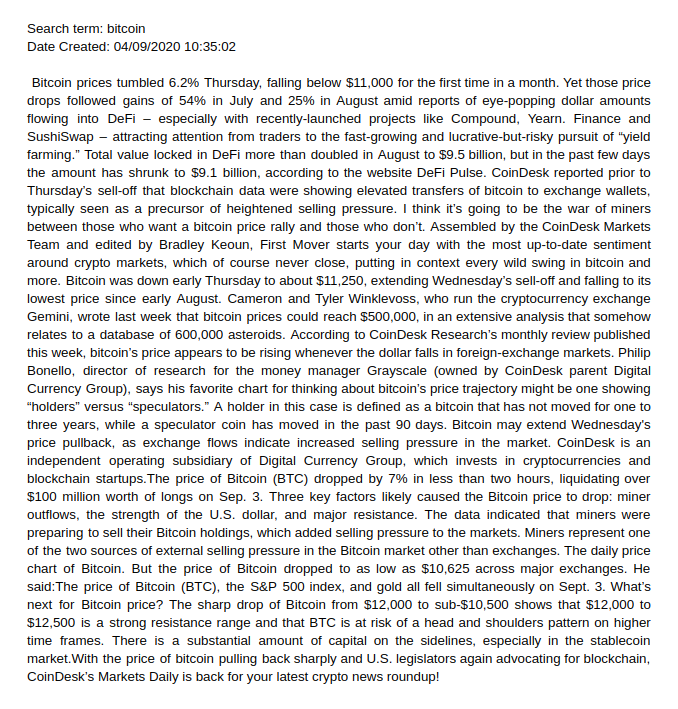 Search term: bitcoin
Date Created: 04/09/2020 10:35:02
Bitcoin prices tumbled 6.2% Thursday, falling below $11,000 for the first time in a month. Yet those price
drops followed gains of 54% in July and 25% in August amid reports of eye-popping dollar amounts
flowing into DeFi – especially with recently-launched projects like Compound, Yearn. Finance and
SushiSwap – attracting attention from traders to the fast-growing and lucrative-but-risky pursuit of “yield
farming.” Total value locked in DeFi more than doubled in August to $9.5 billion, but in the past few days
the amount has shrunk to $9.1 billion, according to the website DeFi Pulse. CoinDesk reported prior to
Thursday’s sell-off that blockchain data were showing elevated transfers of bitcoin to exchange wallets,
typically seen as a precursor of heightened selling pressure. I think it’s going to be the war of miners
between those who want a bitcoin price rally and those who don’t. Assembled by the CoinDesk Markets
Team and edited by Bradley Keoun, First Mover starts your day with the most up-to-date sentiment
around crypto markets, which of course never close, putting in context every wild swing in bitcoin and
more. Bitcoin was down early Thursday to about $11,250, extending Wednesday’s sell-off and falling to its
lowest price since early August. Cameron and Tyler Winklevoss, who run the cryptocurrency exchange
Gemini, wrote last week that bitcoin prices could reach $500,000, in an extensive analysis that somehow
relates to a database of 600,000 asteroids. According to CoinDesk Research’s monthly review published
this week, bitcoin’s price appears to be rising whenever the dollar falls in foreign-exchange markets. Philip
Bonello, director of research for the money manager Grayscale (owned by CoinDesk parent Digital
Currency Group), says his favorite chart for thinking about bitcoin’s price trajectory might be one showing
“holders” versus “speculators.” A holder in this case is defined as a bitcoin that has not moved for one to
three years, while a speculator coin has moved in the past 90 days. Bitcoin may extend Wednesday's
price pullback, as exchange flows indicate increased selling pressure in the market. CoinDesk is an
independent operating subsidiary of Digital Currency Group, which invests in cryptocurrencies and
blockchain startups.The price of Bitcoin (BTC) dropped by 7% in less than two hours, liquidating over
$100 million worth of longs on Sep. 3. Three key factors likely caused the Bitcoin price to drop: miner
outflows, the strength of the U.S. dollar, and major resistance. The data indicated that miners were
preparing to sell their Bitcoin holdings, which added selling pressure to the markets. Miners represent one
of the two sources of external selling pressure in the Bitcoin market other than exchanges. The daily price
chart of Bitcoin. But the price of Bitcoin dropped to as low as $10,625 across major exchanges. He
said:The price of Bitcoin (BTC), the S&P 500 index, and gold all fell simultaneously on Sept. 3. What’s
next for Bitcoin price? The sharp drop of Bitcoin from $12,000 to sub-$10,500 shows that $12,000 to
$12,500 is a strong resistance range and that BTC is at risk of a head and shoulders pattern on higher
time frames. There is a substantial amount of capital on the sidelines, especially in the stablecoin
market.With the price of bitcoin pulling back sharply and U.S. legislators again advocating for blockchain,
CoinDesk’s Markets Daily is back for your latest crypto news roundup!